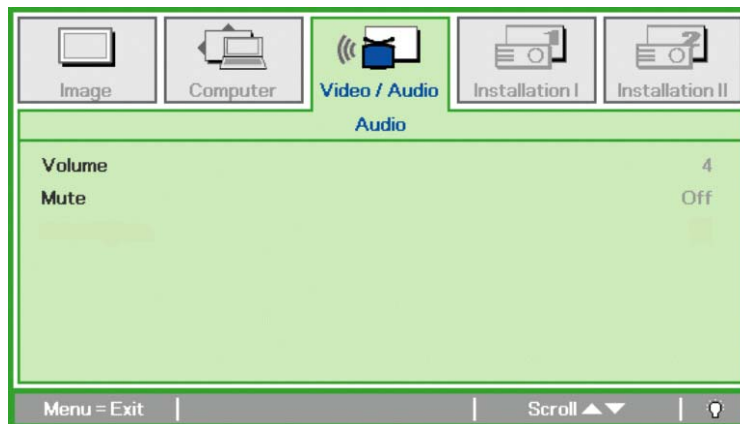 Image
Computer
Video / Audio
Installation I
Installation II
Audio
Volume 4
Mute Off
Menu = Exit
Scroll ▲▼